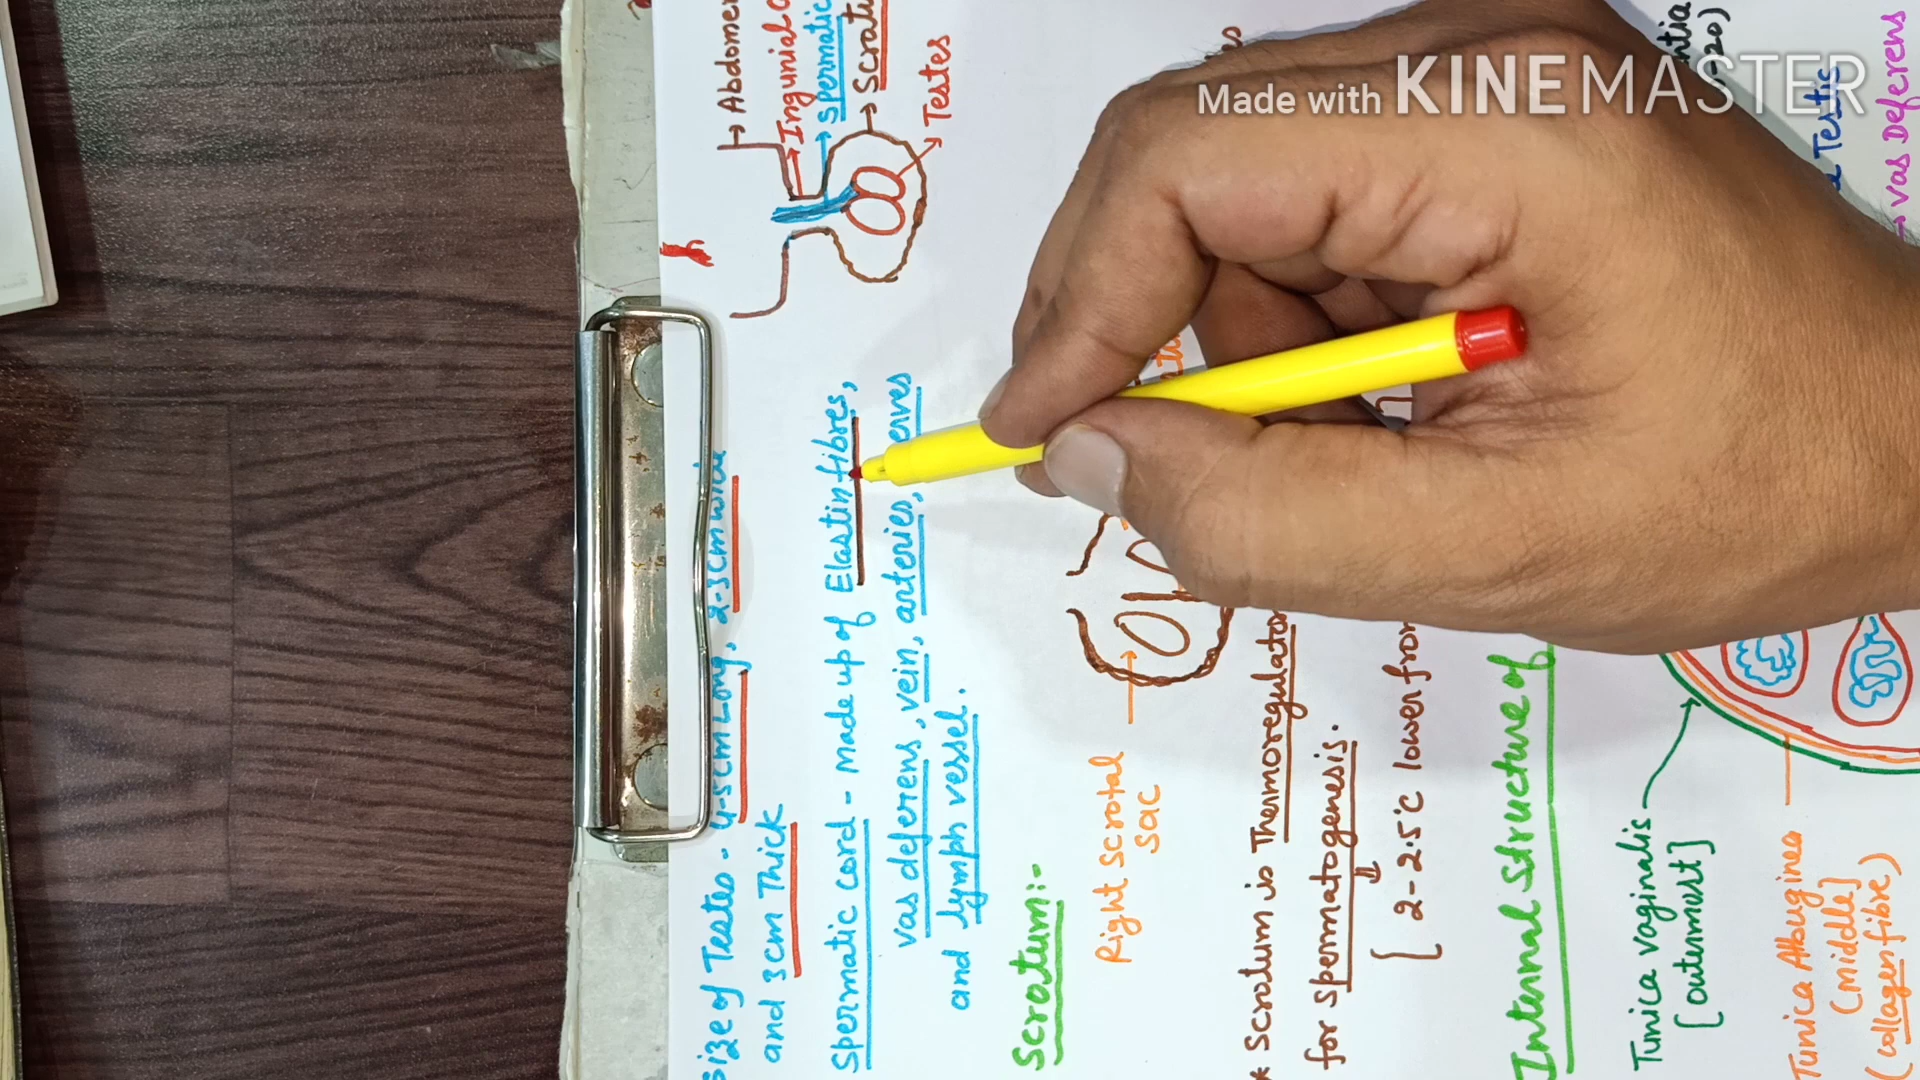 Made with KINEMASTER
→ Abdomen
→ Ingunial
→ Spermatic
→ Scrotu
→ Testes
Size of Testes - 4-5cm Long, 2-3cm wide
and 3cm Thick
Spermatic cord - made up of Elastin fibres,
vas deferens, vein, arteries,
and lymph vessel.
Scrotum:-
Right Scrotal
Sac
* Scrotum is Thermoregulator
for spermatogenesis.
[ 2-2.5°C lower from
Internal structure of
Tunica vaginalis
[outermost]
Tunica Albuginea
(middle]
(collagen fibre)
Testis
→ vas Deferens